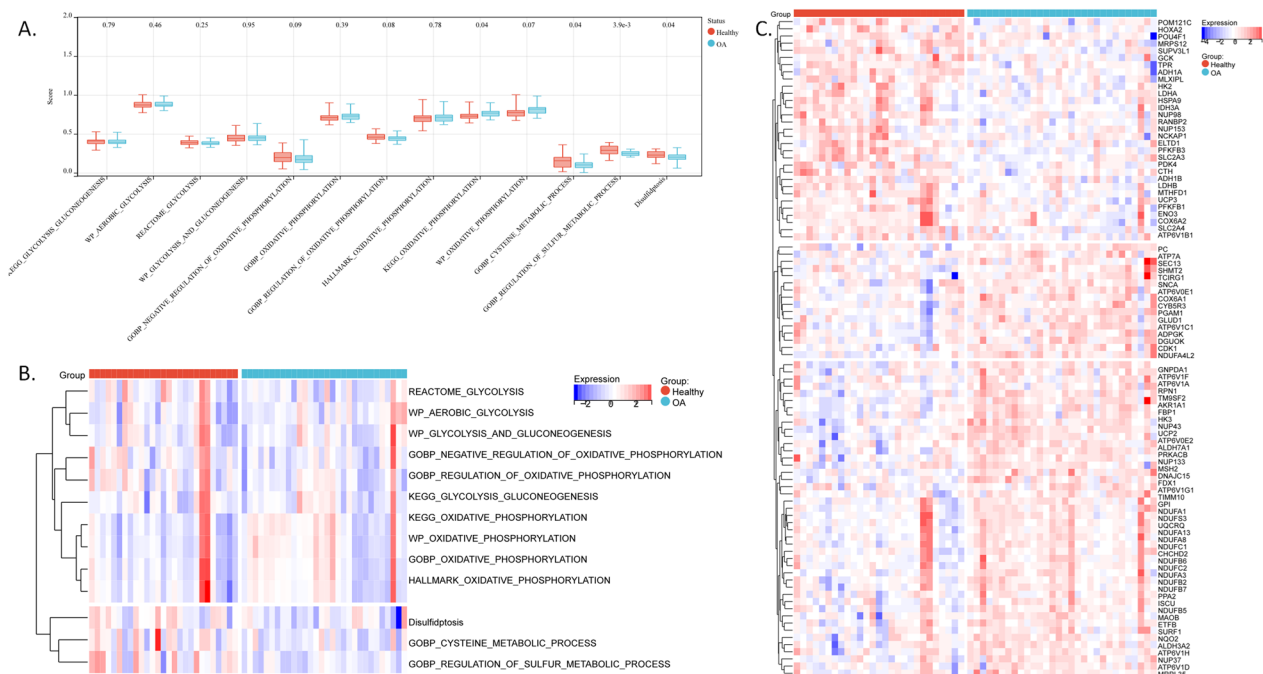 A.
2.0
1.5
1.0
0.5
0.0
Score
0.79
0.46
0.25
0.95
0.09
0.39
0.08
0.78
0.04
0.07
0.04
3.9e-3
0.04
Status
Healthy
OA
WP_AEROBIC_GLYCOLYSIS
REACTOME_GLYCOLYSIS
WP_GLYCOLYSIS_AND_GLUCONEOGENESIS
GOBP_NEGATIVE_REGULATION_OF_OXIDATIVE_PHOSPHORYLATION
GOBP_OXIDATIVE_PHOSPHORYLATION
GOBP_REGULATION_OF_OXIDATIVE_PHOSPHORYLATION
HALLMARK_OXIDATIVE_PHOSPHORYLATION
KEGG_OXIDATIVE_PHOSPHORYLATION
WP_OXIDATIVE_PHOSPHORYLATION
GOBP_CYSTEINE_METABOLIC_PROCESS
GOBP_REGULATION_OF_SULFUR_METABOLIC_PROCESS
Disulfidptosis
B.
Group
REACTOME_GLYCOLYSIS
WP_AEROBIC_GLYCOLYSIS
WP_GLYCOLYSIS_AND_GLUCONEOGENESIS
GOBP_NEGATIVE_REGULATION_OF_OXIDATIVE_PHOSPHORYLATION
GOBP_REGULATION_OF_OXIDATIVE_PHOSPHORYLATION
KEGG_GLYCOLYSIS_GLUCONEOGENESIS
KEGG_OXIDATIVE_PHOSPHORYLATION
WP_OXIDATIVE_PHOSPHORYLATION
GOBP_OXIDATIVE_PHOSPHORYLATION
HALLMARK_OXIDATIVE_PHOSPHORYLATION
Disulfidptosis
GOBP_CYSTEINE_METABOLIC_PROCESS
GOBP_REGULATION_OF_SULFUR_METABOLIC_PROCESS
Expression
−2 0 2
Group:
Healthy
OA
C.
Group
POM121C
HOXA2
POU4F1
MRPS12
SUPV3L1
GCK
TPR
ADH1A
MLXIPL
HK2
LDHA
HSPA9
IDH3A
NUP98
RANBP2
NUP153
NCKAP1
ELTD1
PFKFB3
SLC2A3
PDK4
CTH
ADH1B
LDHB
MTHFD1
UCP3
PFKFB1
ENO3
COX6A2
SLC2A4
ATP6V1B1
PC
ATP7A
SEC13
SHMT2
TCIRG1
SNCA
ATP6V0E1
COX6A1
CYB5R3
PGAM1
GLUD1
ATP6V1C1
ADPGK
DGUOK
CDK1
NDUFA4L2
GNPDA1
ATP6V1F
ATP6V1A
RPN1
TM9SF2
AKR1A1
FBP1
HK3
NUP43
UCP2
ATP6V0E2
ALDH7A1
PRKACB
NUP133
MSH2
DNAJC15
FDX1
ATP6V1G1
TIMM10
GPI
NDUFA1
NDUFS3
UQCRQ
NDUFA13
NDUFA8
NDUFC1
CHCHD2
NDUFB6
NDUFC2
NDUFA3
NDUFB2
NDUFB7
PPA2
ISCU
NDUFB5
MAOB
ETFB
SURF1
NQO2
ALDH3A2
ATP6V1H
NUP37
ATP6V1D
Expression
−4 0 4
Group:
Healthy
OA